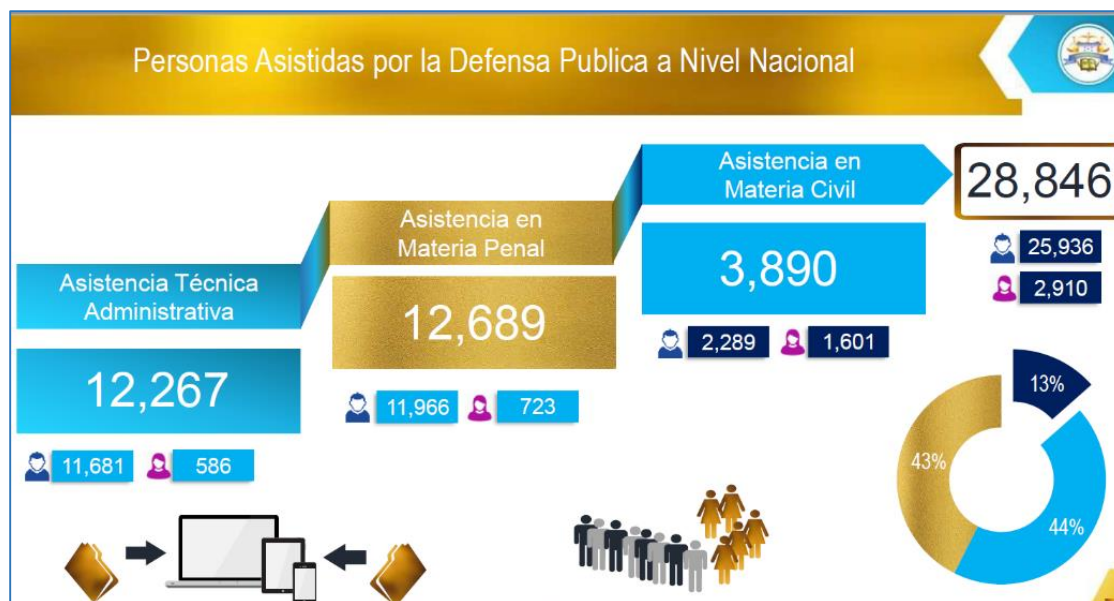 Personas Asistidas por la Defensa Publica a Nivel Nacional
Asistencia Técnica
Administrativa
12,267
11,681
586
Asistencia en
Materia Penal
12,689
11,966
723
Asistencia en
Materia Civil
3,890
2,289
1,601
28,846
25,936
2,910
13%
43%
44%